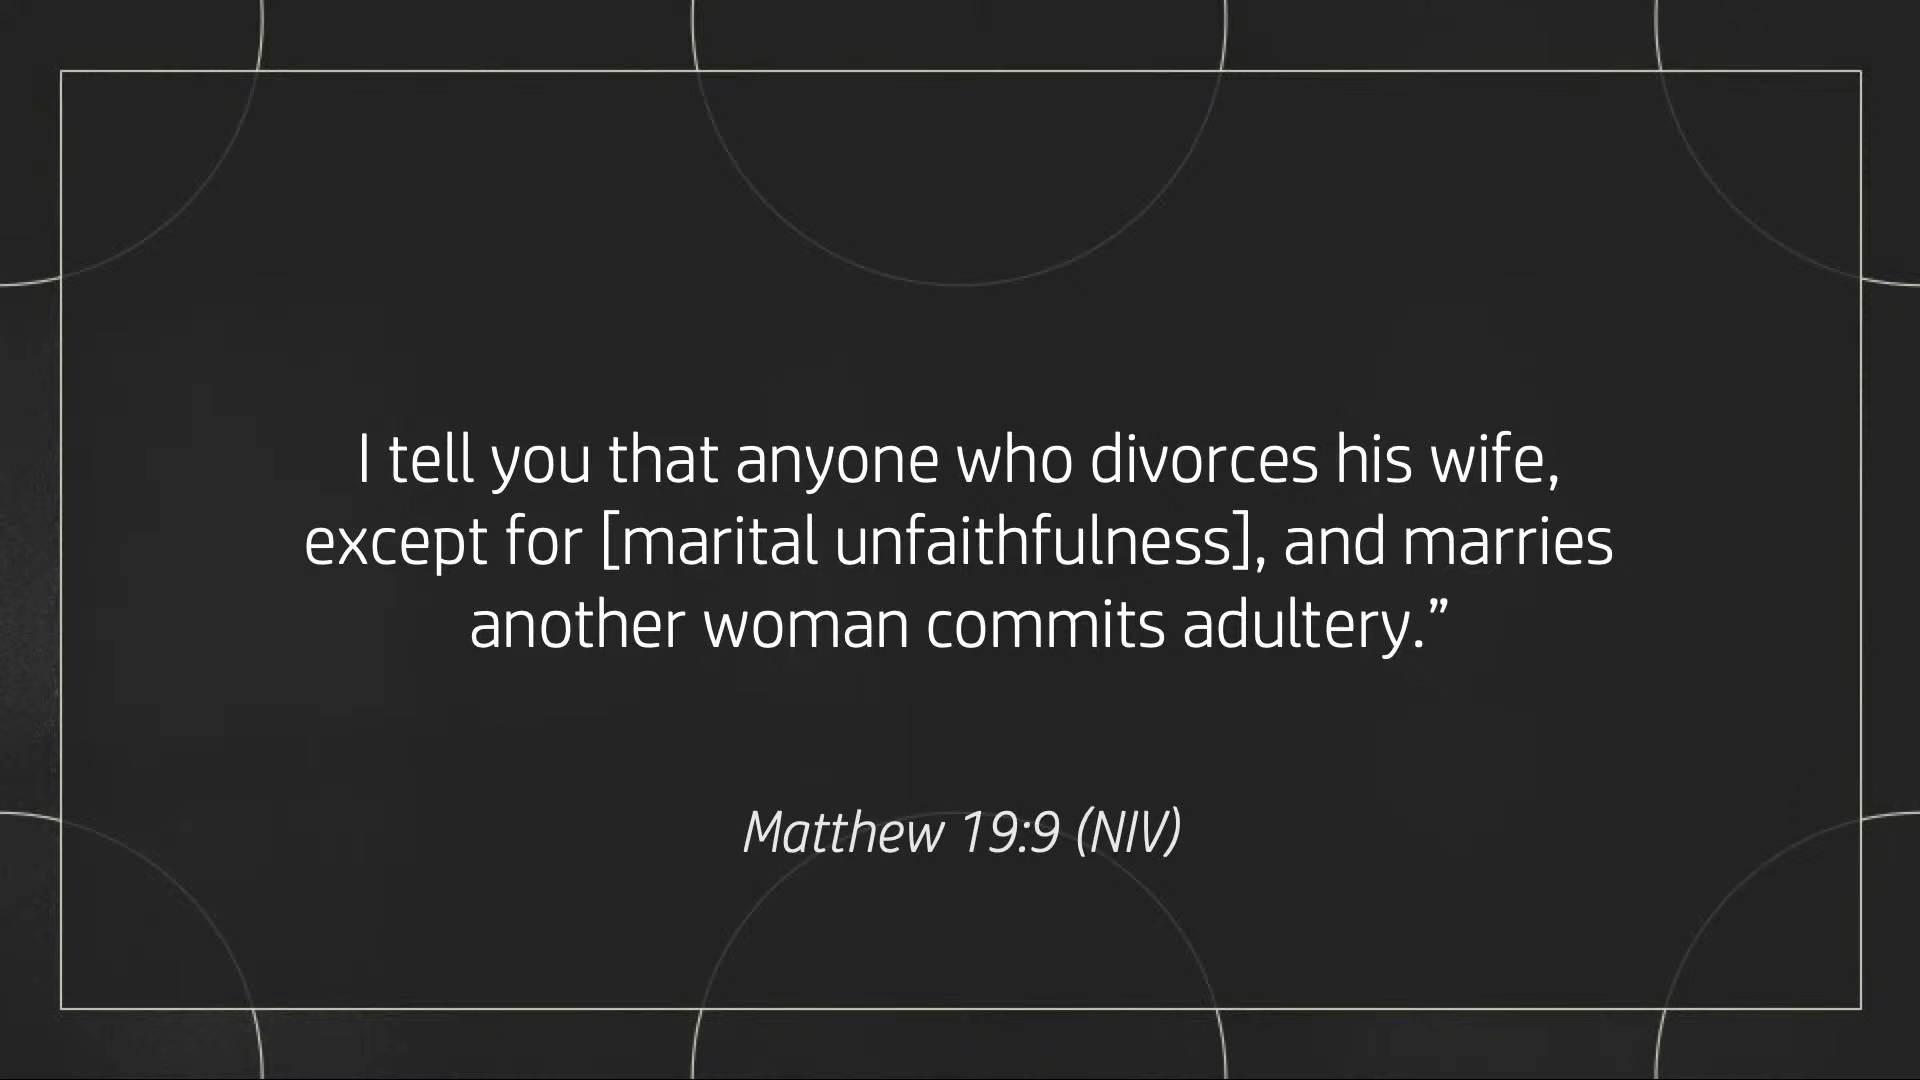 I tell you that anyone who divorces his wife,
except for [marital unfaithfulness], and marries
another woman commits adultery.”
Matthew 19:9 (NIV)